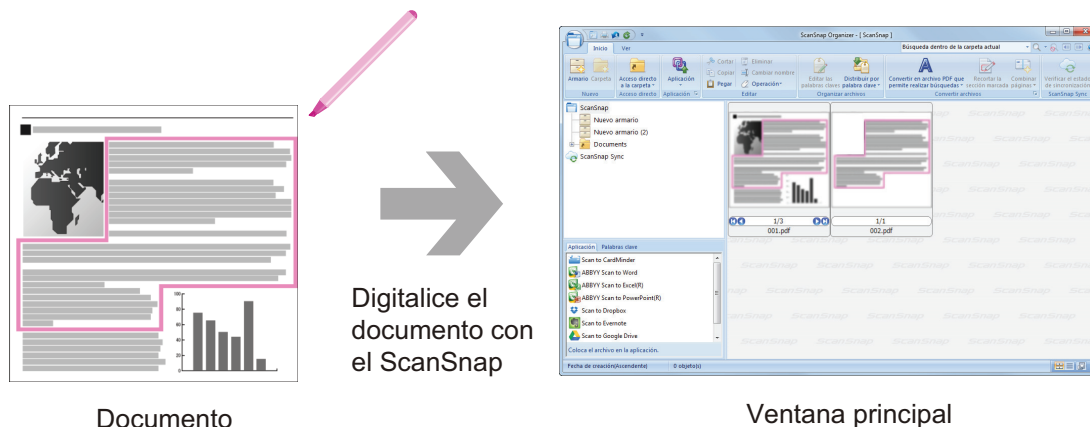 Digitalice el
documento con
el ScanSnap
Documento
ScanSnap Organizer - [ ScanSnap ]
Inicio Ver
Búsqueda dentro de la carpeta actual
Armario Carpeta
Nuevo
Acceso directo
a la carpeta
Acceso directo
Aplicación
Aplicación
Cortar
Copiar
Pegar
Eliminar
Cambiar nombre
Operación
Editar
Editar las
palabras claves
Distribuir por
palabra clave
Organizar archivos
Convertir en archivo PDF que
permite realizar búsquedas
Recortar la
sección marcada
Combinar
páginas
Convertir archivos
Verificar el estado
de sincronización
ScanSnap Sync
ScanSnap
Nuevo armario
Nuevo armario (2)
Documents
ScanSnap Sync
1/3
001.pdf
1/1
002.pdf
Aplicación Palabras clave
Scan to CardMinder
ABBYY Scan to Word
ABBYY Scan to Excel(R)
ABBYY Scan to PowerPoint(R)
Scan to Dropbox
Scan to Evernote
Scan to Google Drive
Coloca el archivo en la aplicación.
Fecha de creación(Ascendente) 0 objeto(s)
Ventana principal